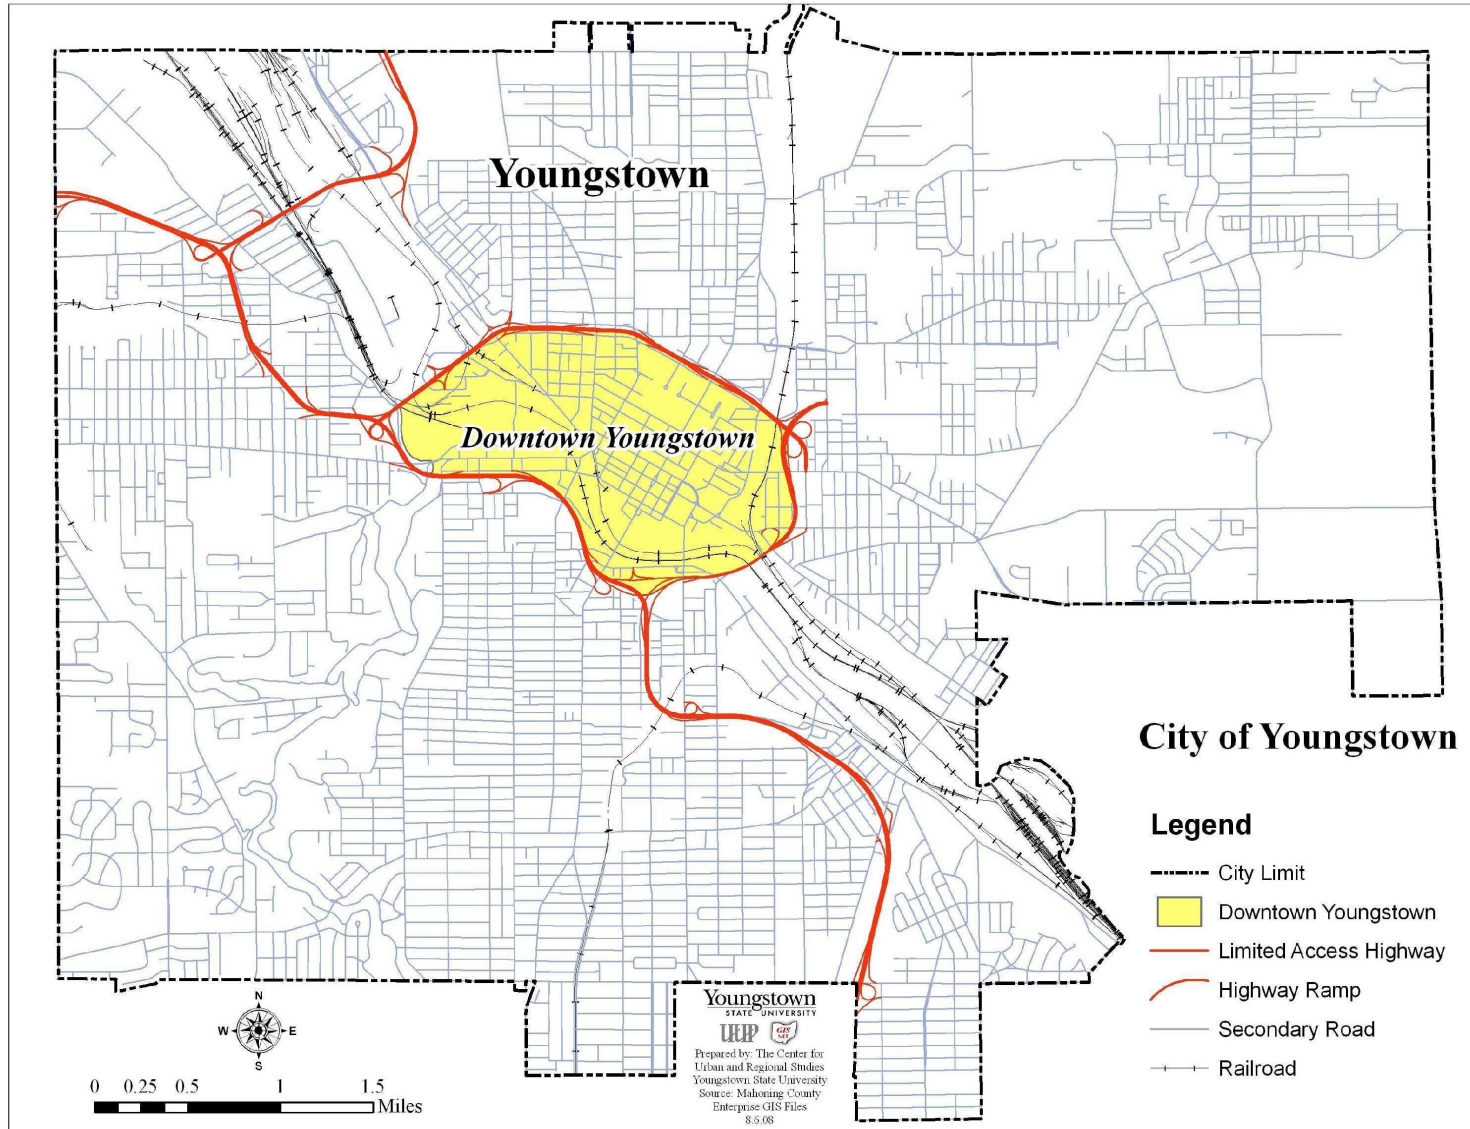 Youngstown
Downtown Youngstown
City of Youngstown
Legend
City Limit
Downtown Youngstown
Limited Access Highway
Highway Ramp
Secondary Road
Railroad
N
W E
S
0 0.25 0.5 1 1.5
Miles
Youngstown
STATE UNIVERSITY
GIS
NET
Prepared by: The Center for
Urban and Regional Studies
Youngstown State University
Source: Mahoning County
Enterprise GIS Files
8.6.08